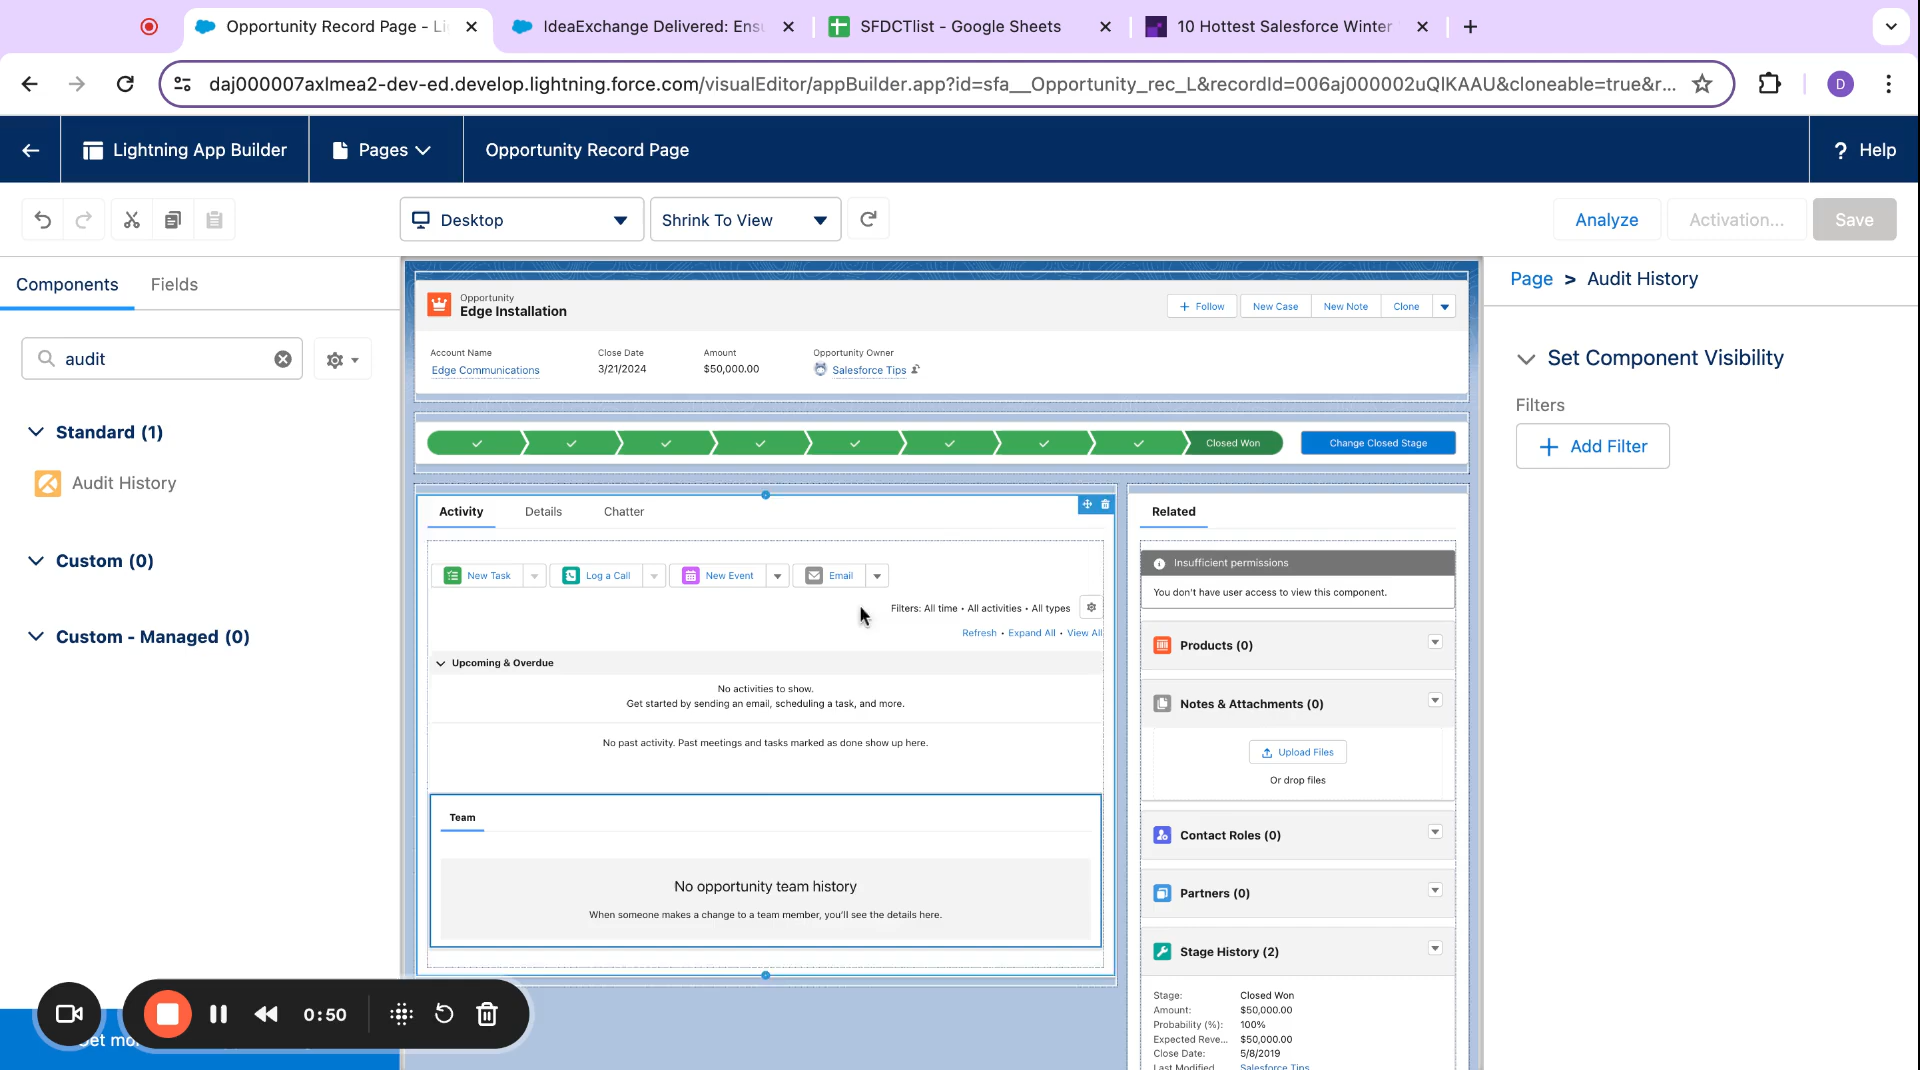 Opportunity Record Page - Li
IdeaExchange Delivered: Ensu
SFDCTlist - Google Sheets
10 Hottest Salesforce Winter
daj000007axlmea2-dev-ed.develop.lightning.force.com/visualEditor/appBuilder.app?id=sfa__Opportunity_rec_L&recordId=006aj000002uQIKAAU&cloneable=true&r...
D
Lightning App Builder
Pages
Opportunity Record Page
? Help
Desktop
Shrink To View
Analyze
Activation...
Save
Components
Fields
audit
Standard (1)
Audit History
Custom (0)
Custom - Managed (0)
Opportunity
Edge Installation
+ Follow
New Case
New Note
Clone
Account Name
Close Date
Amount
Opportunity Owner
Edge Communications
3/21/2024
$50,000.00
Salesforce Tips
Closed Won
Change Closed Stage
Activity
Details
Chatter
New Task
Log a Call
New Event
Email
Filters: All time • All activities • All types
Refresh • Expand All • View All
Upcoming & Overdue
No activities to show.
Get started by sending an email, scheduling a task, and more.
No past activity. Past meetings and tasks marked as done show up here.
Team
No opportunity team history
When someone makes a change to a team member, you'll see the details here.
Related
Insufficient permissions
You don't have user access to view this component.
Products (0)
Notes & Attachments (0)
Upload Files
Or drop files
Contact Roles (0)
Partners (0)
Stage History (2)
Stage: Closed Won
Amount: $50,000.00
Probability (%): 100%
Expected Reve... $50,000.00
Close Date: 5/8/2019
Last Modified Salesforce Tips
Page > Audit History
Set Component Visibility
Filters
+ Add Filter
0:50